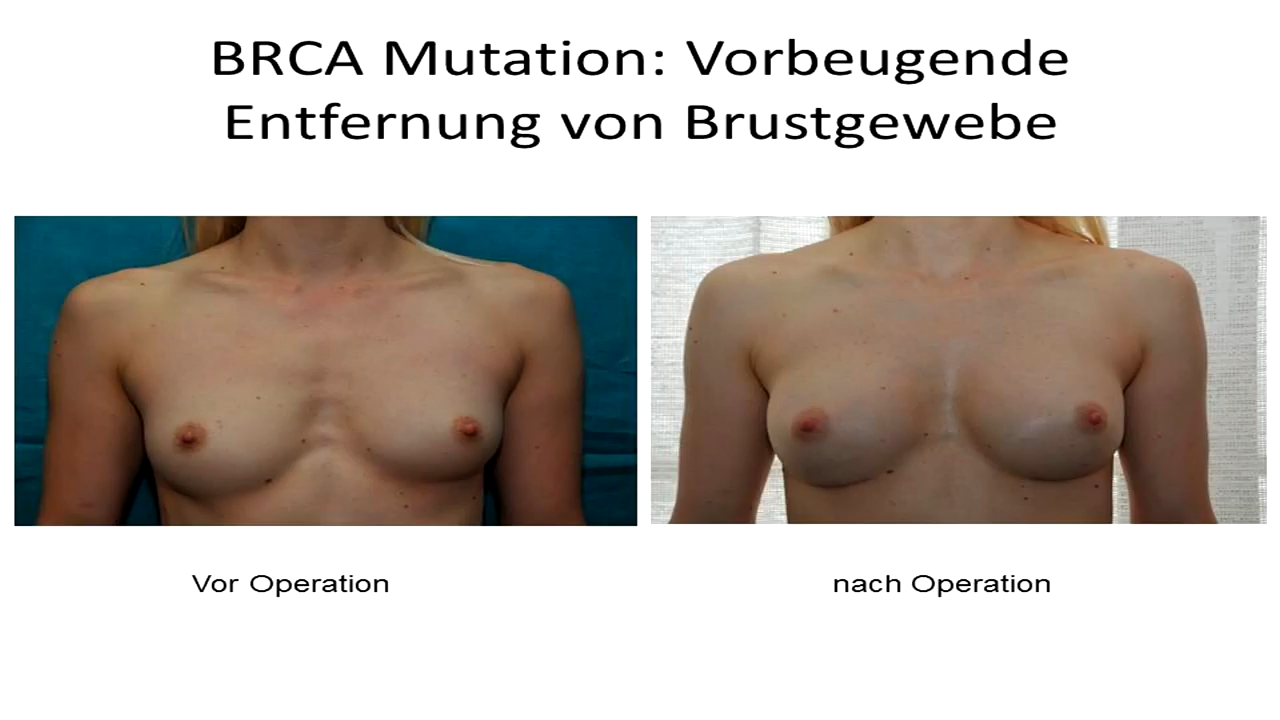 BRCA Mutation: Vorbeugende
Entfernung von Brustgewebe
Vor Operation
nach Operation